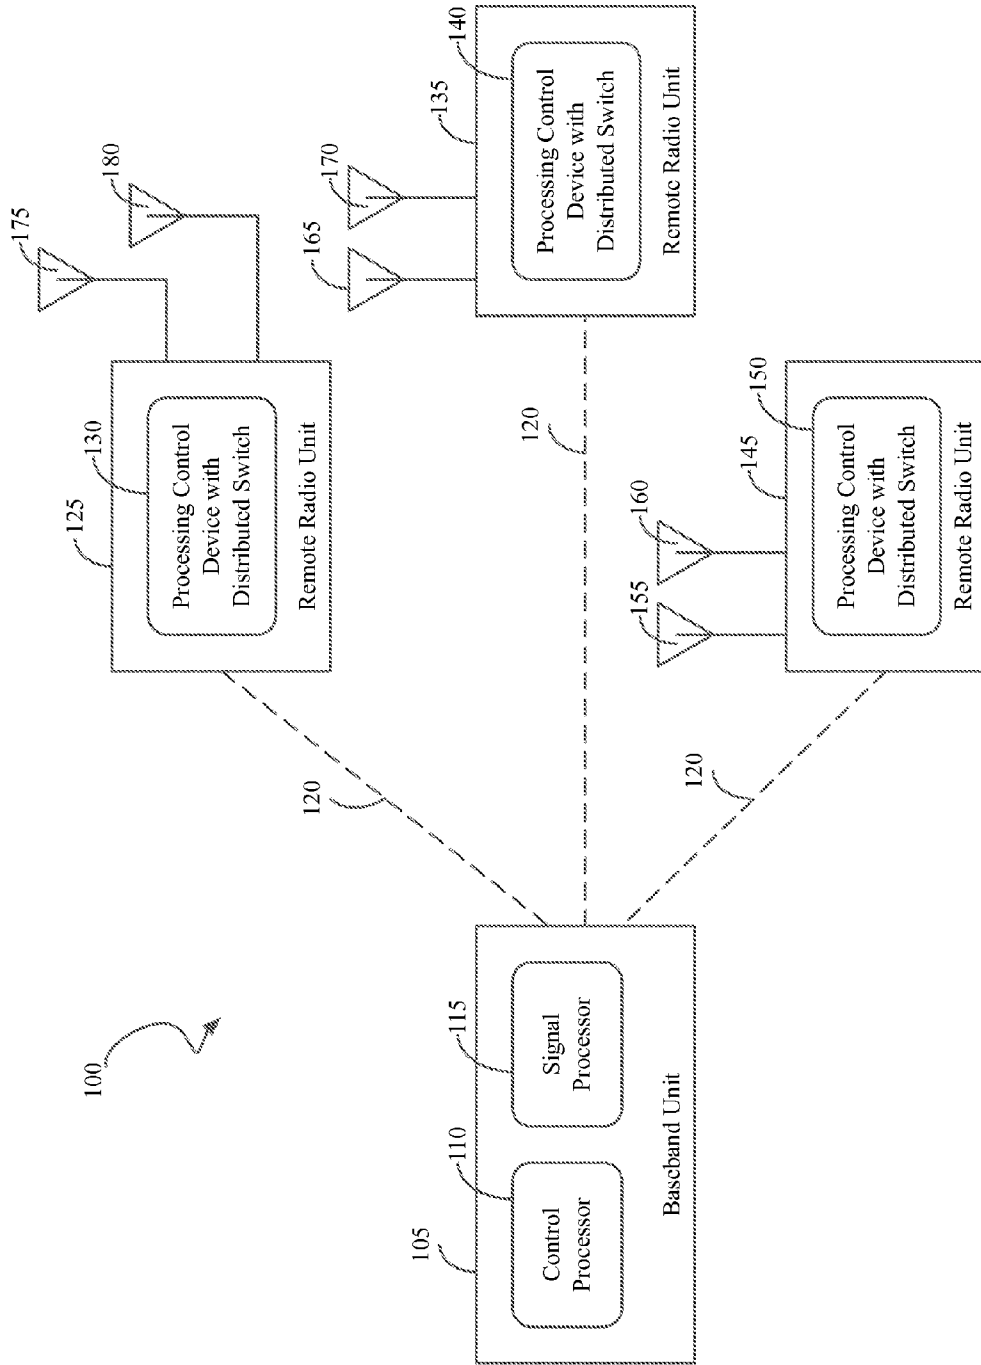 100
105
110
Control
Processor
115
Signal
Processor
Baseband Unit
120
120
120
125
130
Processing Control
Device with
Distributed Switch
Remote Radio Unit
175
180
135
140
Processing Control
Device with
Distributed Switch
Remote Radio Unit
165
170
145
150
Processing Control
Device with
Distributed Switch
Remote Radio Unit
155
160